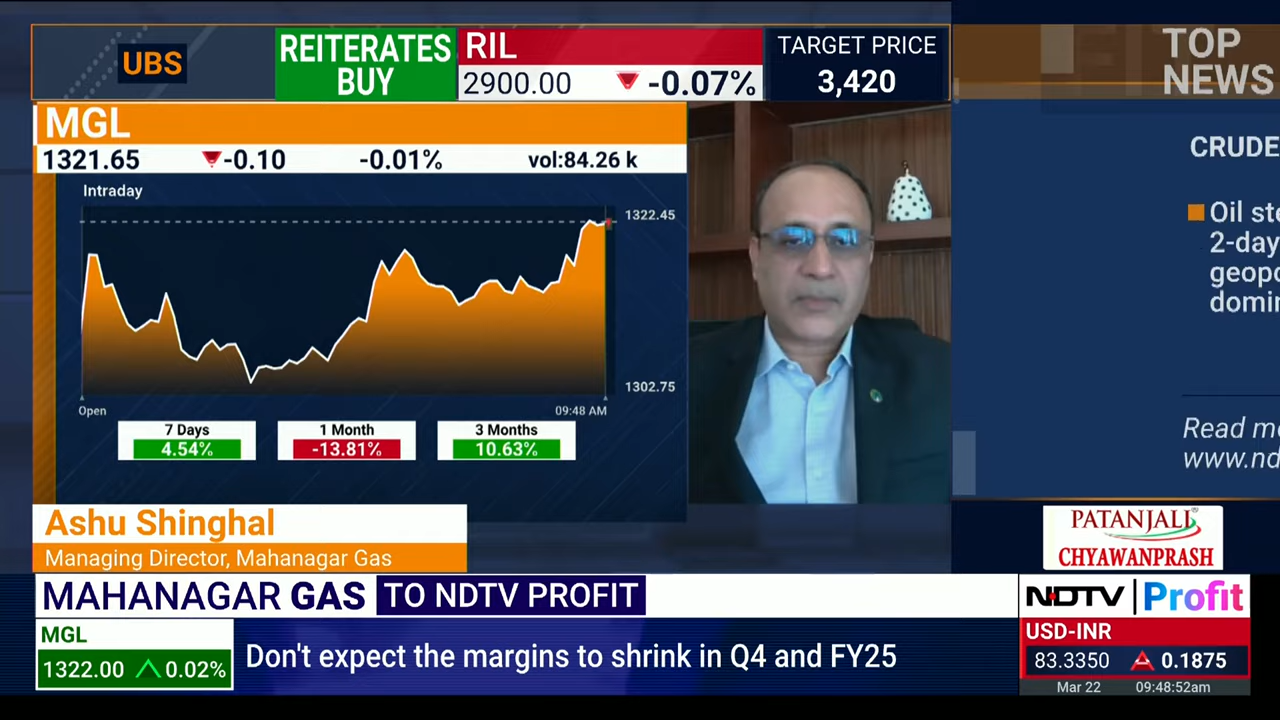 UBS
REITERATES
BUY
RIL
2900.00 -0.07%
TARGET PRICE
3,420
TOP
NEWS
MGL
1321.65 -0.10 -0.01% vol:84.26 k
Intraday
1322.45
1302.75
Open 09:48 AM
7 Days
4.54%
1 Month
-13.81%
3 Months
10.63%
CRUDE
Oil ste
2-day
geopo
domin
Read mo
www.nd
Ashu Shinghal
Managing Director, Mahanagar Gas
PATANJALI
CHYAWANPRASH
MAHANAGAR GAS TO NDTV PROFIT
MGL
1322.00 0.02%
Don't expect the margins to shrink in Q4 and FY25
NDTV Profit
USD-INR
83.3350 0.1875
Mar 22 09:48:52am